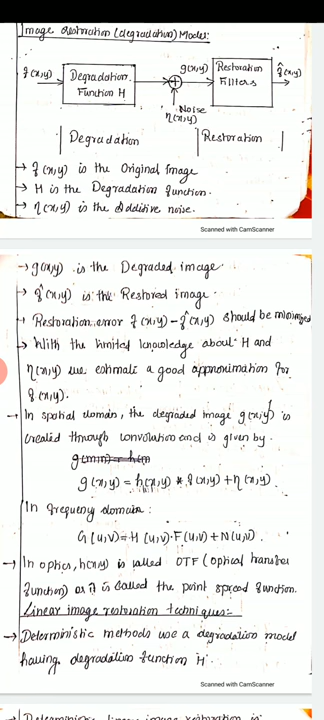 Image restoration (degradation) Model:
f(x,y) Degradation Function H g(x,y) Restoration Filters f̂(x,y)
Noise
η(x,y)
Degradation Restoration
→ f(x,y) is the Original Image
→ H is the Degradation function.
→ η(x,y) is the Additive noise.
Scanned with CamScanner
→ g(x,y) is the Degraded image.
→ f̂(x,y) is the Restored image.
→ Restoration error f(x,y) - f̂(x,y) should be minimized
→ With the limited knowledge about H and
η(x,y) we estimate a good approximation for
f(x,y).
→ In spatial domain, the degraded image g(x,y) is
created through convolution and is given by.
g(x,y) = h(x,y) * f(x,y) + η(x,y).
In frequency domain:
G(u,v) = H(u,v)·F(u,v) + N(u,v).
→ In optics, h(x,y) is called OTF (optical transfer
function) as it is called the point spread function.
Linear image restoration techniques:-
→ Deterministic methods use a degradation model
having degradation function H.
Scanned with CamScanner